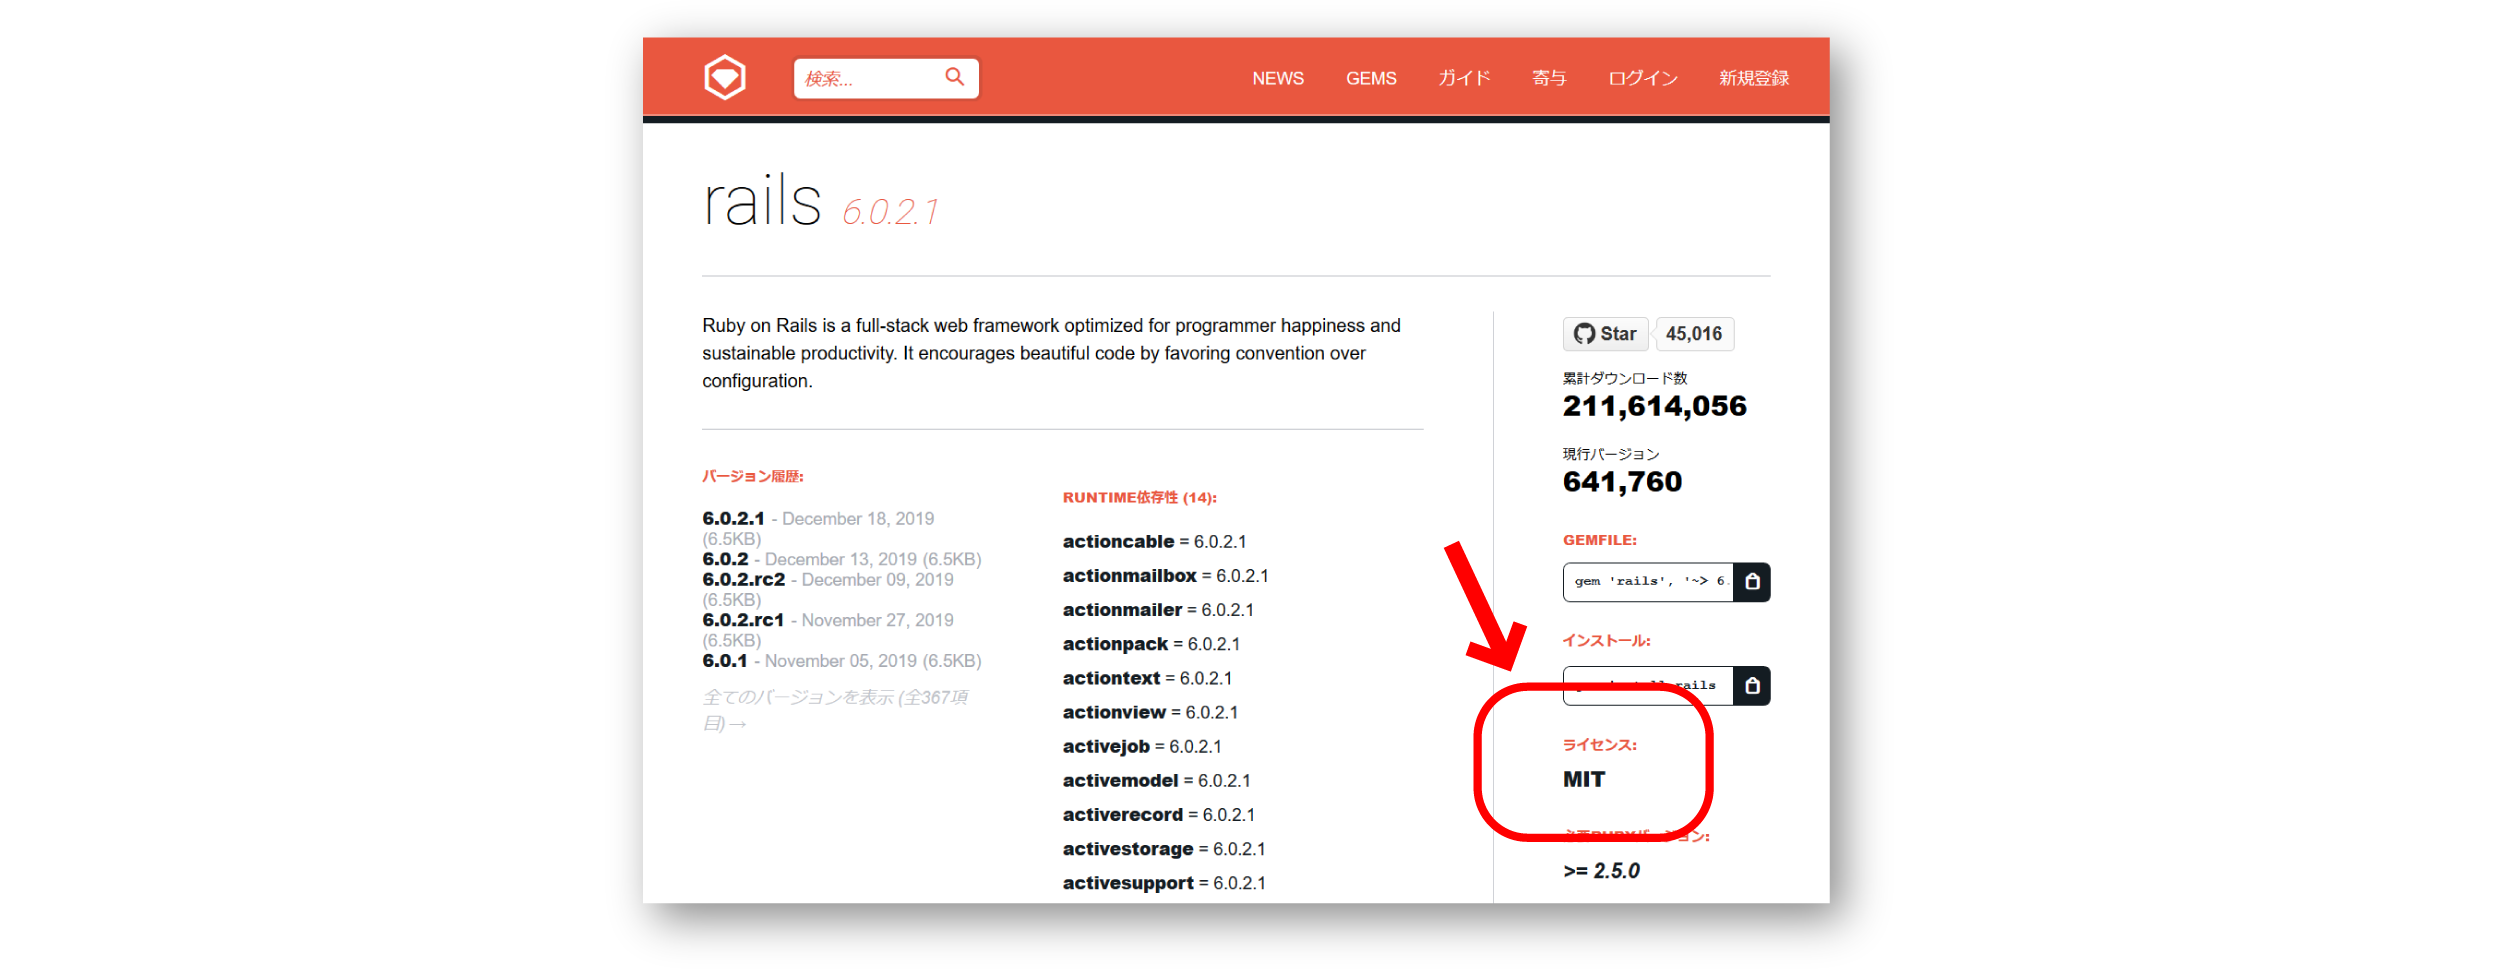 検索...
NEWS GEMS ガイド 寄与 ログイン 新規登録
rails 6.0.2.1
Ruby on Rails is a full-stack web framework optimized for programmer happiness and
sustainable productivity. It encourages beautiful code by favoring convention over
configuration.
バージョン履歴:
6.0.2.1 - December 18, 2019
(6.5KB)
6.0.2 - December 13, 2019 (6.5KB)
6.0.2.rc2 - December 09, 2019
(6.5KB)
6.0.2.rc1 - November 27, 2019
(6.5KB)
6.0.1 - November 05, 2019 (6.5KB)
全てのバージョンを表示 (全367項
目)→
RUNTIME依存性 (14):
actioncable = 6.0.2.1
actionmailbox = 6.0.2.1
actionmailer = 6.0.2.1
actionpack = 6.0.2.1
actiontext = 6.0.2.1
actionview = 6.0.2.1
activejob = 6.0.2.1
activemodel = 6.0.2.1
activerecord = 6.0.2.1
activestorage = 6.0.2.1
activesupport = 6.0.2.1
Star 45,016
累計ダウンロード数
211,614,056
現行バージョン
641,760
GEMFILE:
gem 'rails', '~> 6.
インストール:
rails
ライセンス:
MIT
>= 2.5.0